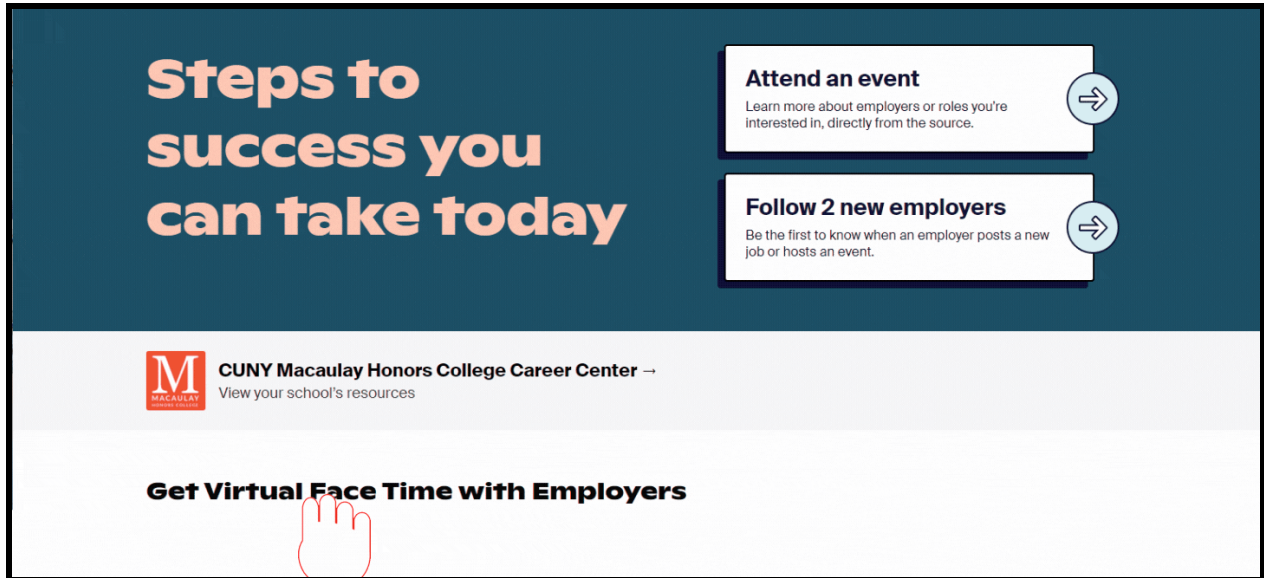 Steps to
success you
can take today
Attend an event
Learn more about employers or roles you're
interested in, directly from the source.
Follow 2 new employers
Be the first to know when an employer posts a new
job or hosts an event.
M
MACAULAY
HONORS COLLEGE
CUNY Macaulay Honors College Career Center →
View your school's resources
Get Virtual Face Time with Employers